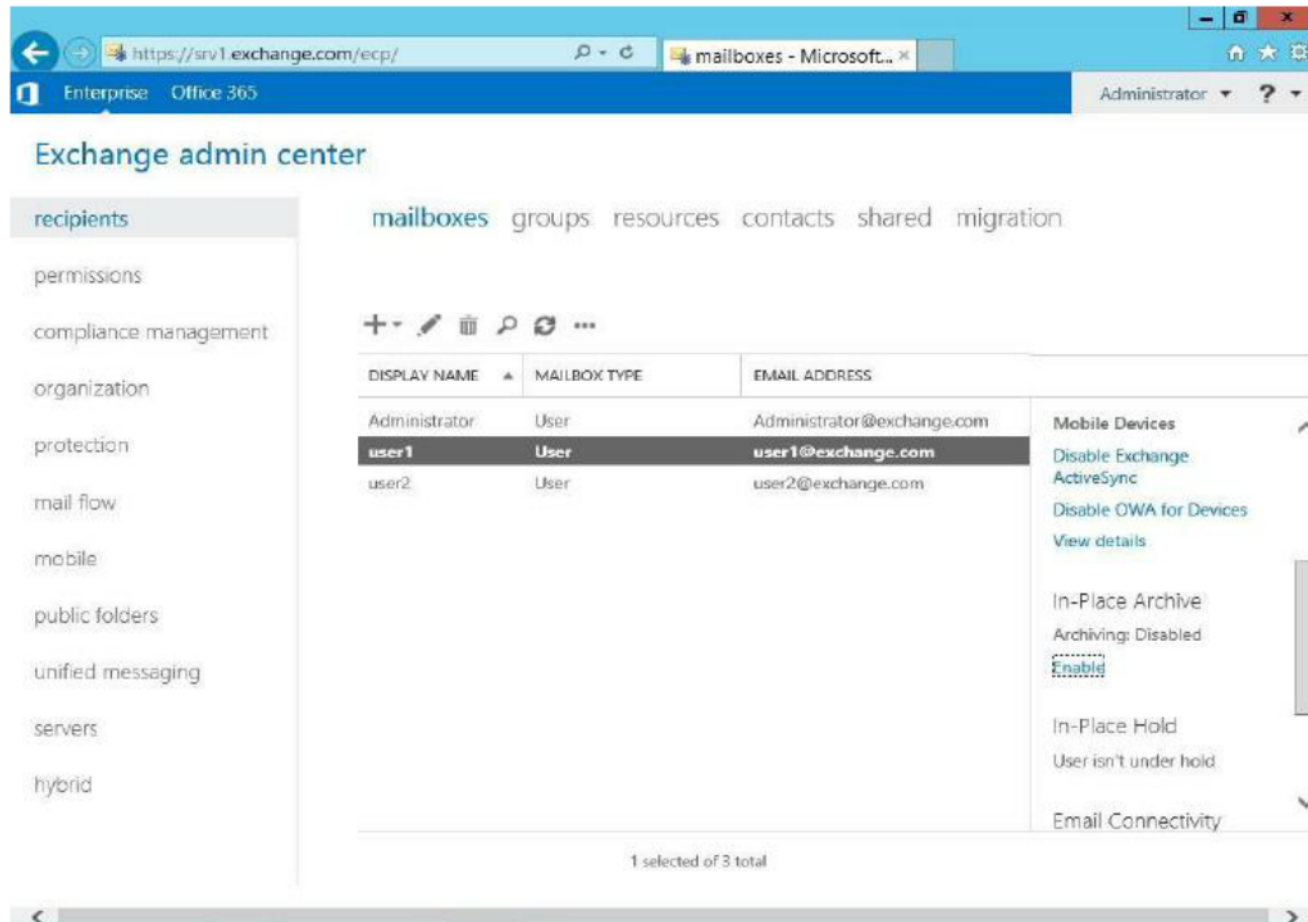 https://srv1.exchange.com/ecp/
mailboxes - Microsoft...
Enterprise Office 365
Administrator ?
Exchange admin center
recipients
permissions
compliance management
organization
protection
mail flow
mobile
public folders
unified messaging
servers
hybrid
mailboxes groups resources contacts shared migration
DISPLAY NAME MAILBOX TYPE EMAIL ADDRESS
Administrator User Administrator@exchange.com
user1 User user1@exchange.com
user2 User user2@exchange.com
Mobile Devices
Disable Exchange
ActiveSync
Disable OWA for Devices
View details
In-Place Archive
Archiving: Disabled
Enable
In-Place Hold
User isn't under hold
Email Connectivity
1 selected of 3 total